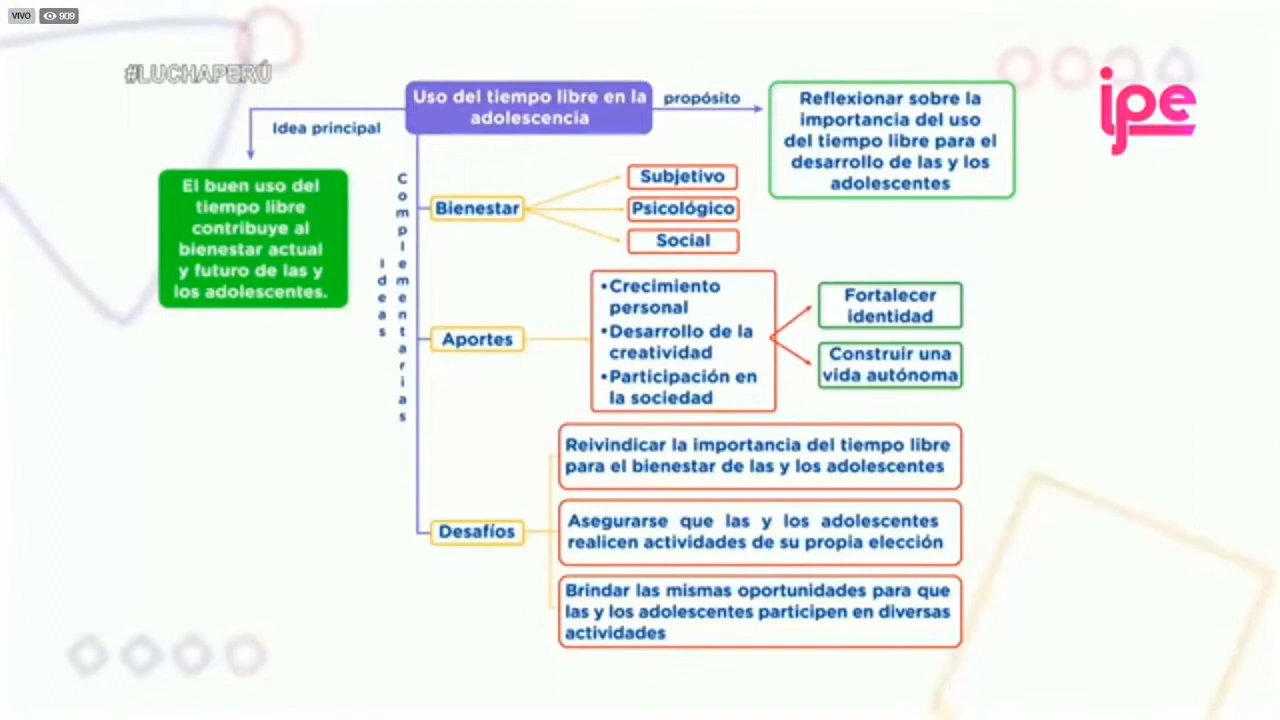 VIVO
909
#LUCHAPERÚ
ipe
Uso del tiempo libre en la
adolescencia
propósito
Reflexionar sobre la
importancia del uso
del tiempo libre para el
desarrollo de las y los
adolescentes
Idea principal
El buen uso del
tiempo libre
contribuye al
bienestar actual
y futuro de las y
los adolescentes.
Ideas
Complementarias
Bienestar
Subjetivo
Psicológico
Social
Aportes
•Crecimiento
personal
•Desarrollo de la
creatividad
•Participación en
la sociedad
Fortalecer
identidad
Construir una
vida autónoma
Desafíos
Reivindicar la importancia del tiempo libre
para el bienestar de las y los adolescentes
Asegurarse que las y los adolescentes
realicen actividades de su propia elección
Brindar las mismas oportunidades para que
las y los adolescentes participen en diversas
actividades